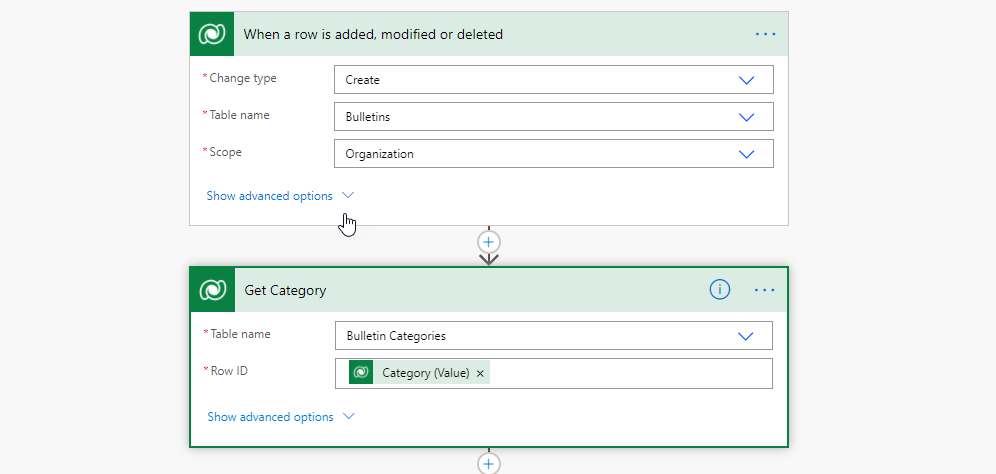 When a row is added, modified or deleted
* Change type
Create
* Table name
Bulletins
* Scope
Organization
Show advanced options
Get Category
* Table name
Bulletin Categories
* Row ID
Category (Value) ×
Show advanced options